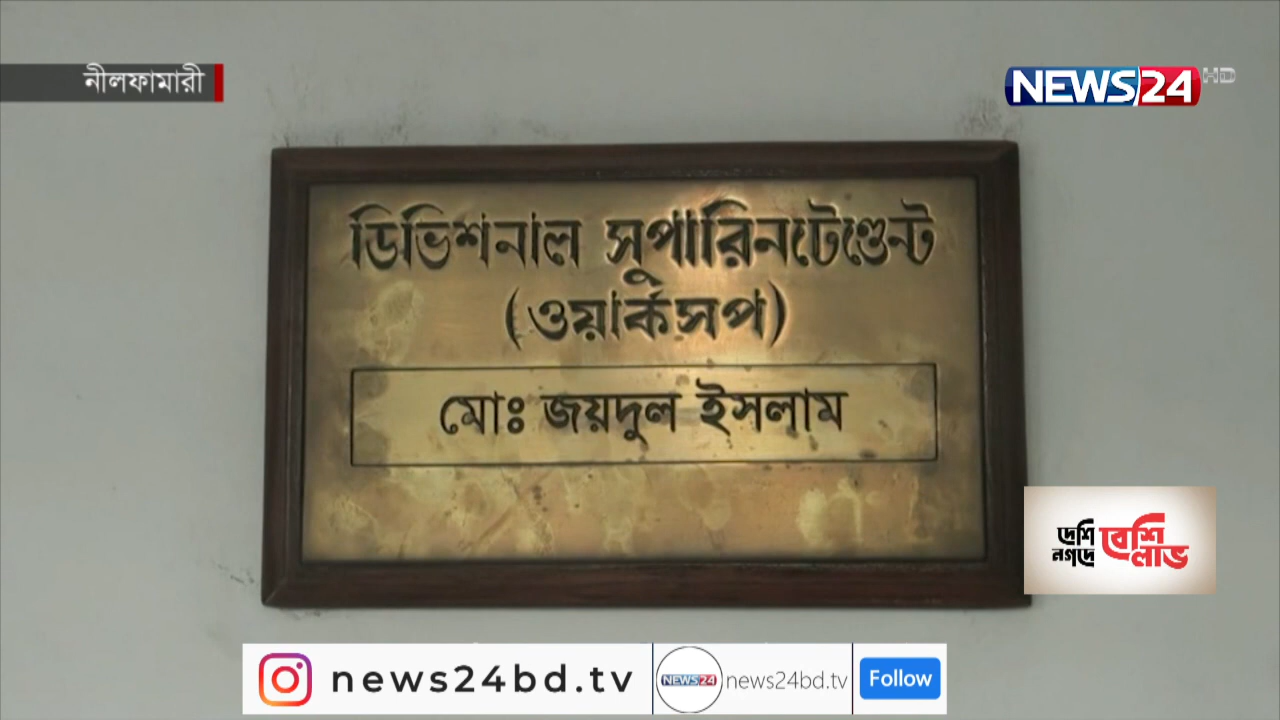 নীলফামারী
NEWS24 HD
ডিভিশনাল সুপারিনটেণ্ডেন্ট
(ওয়ার্কসপ)
মোঃ জয়দুল ইসলাম
দেশি বেশি
নগদে লাভ
news24bd.tv NEWS24 news24bd.tv Follow